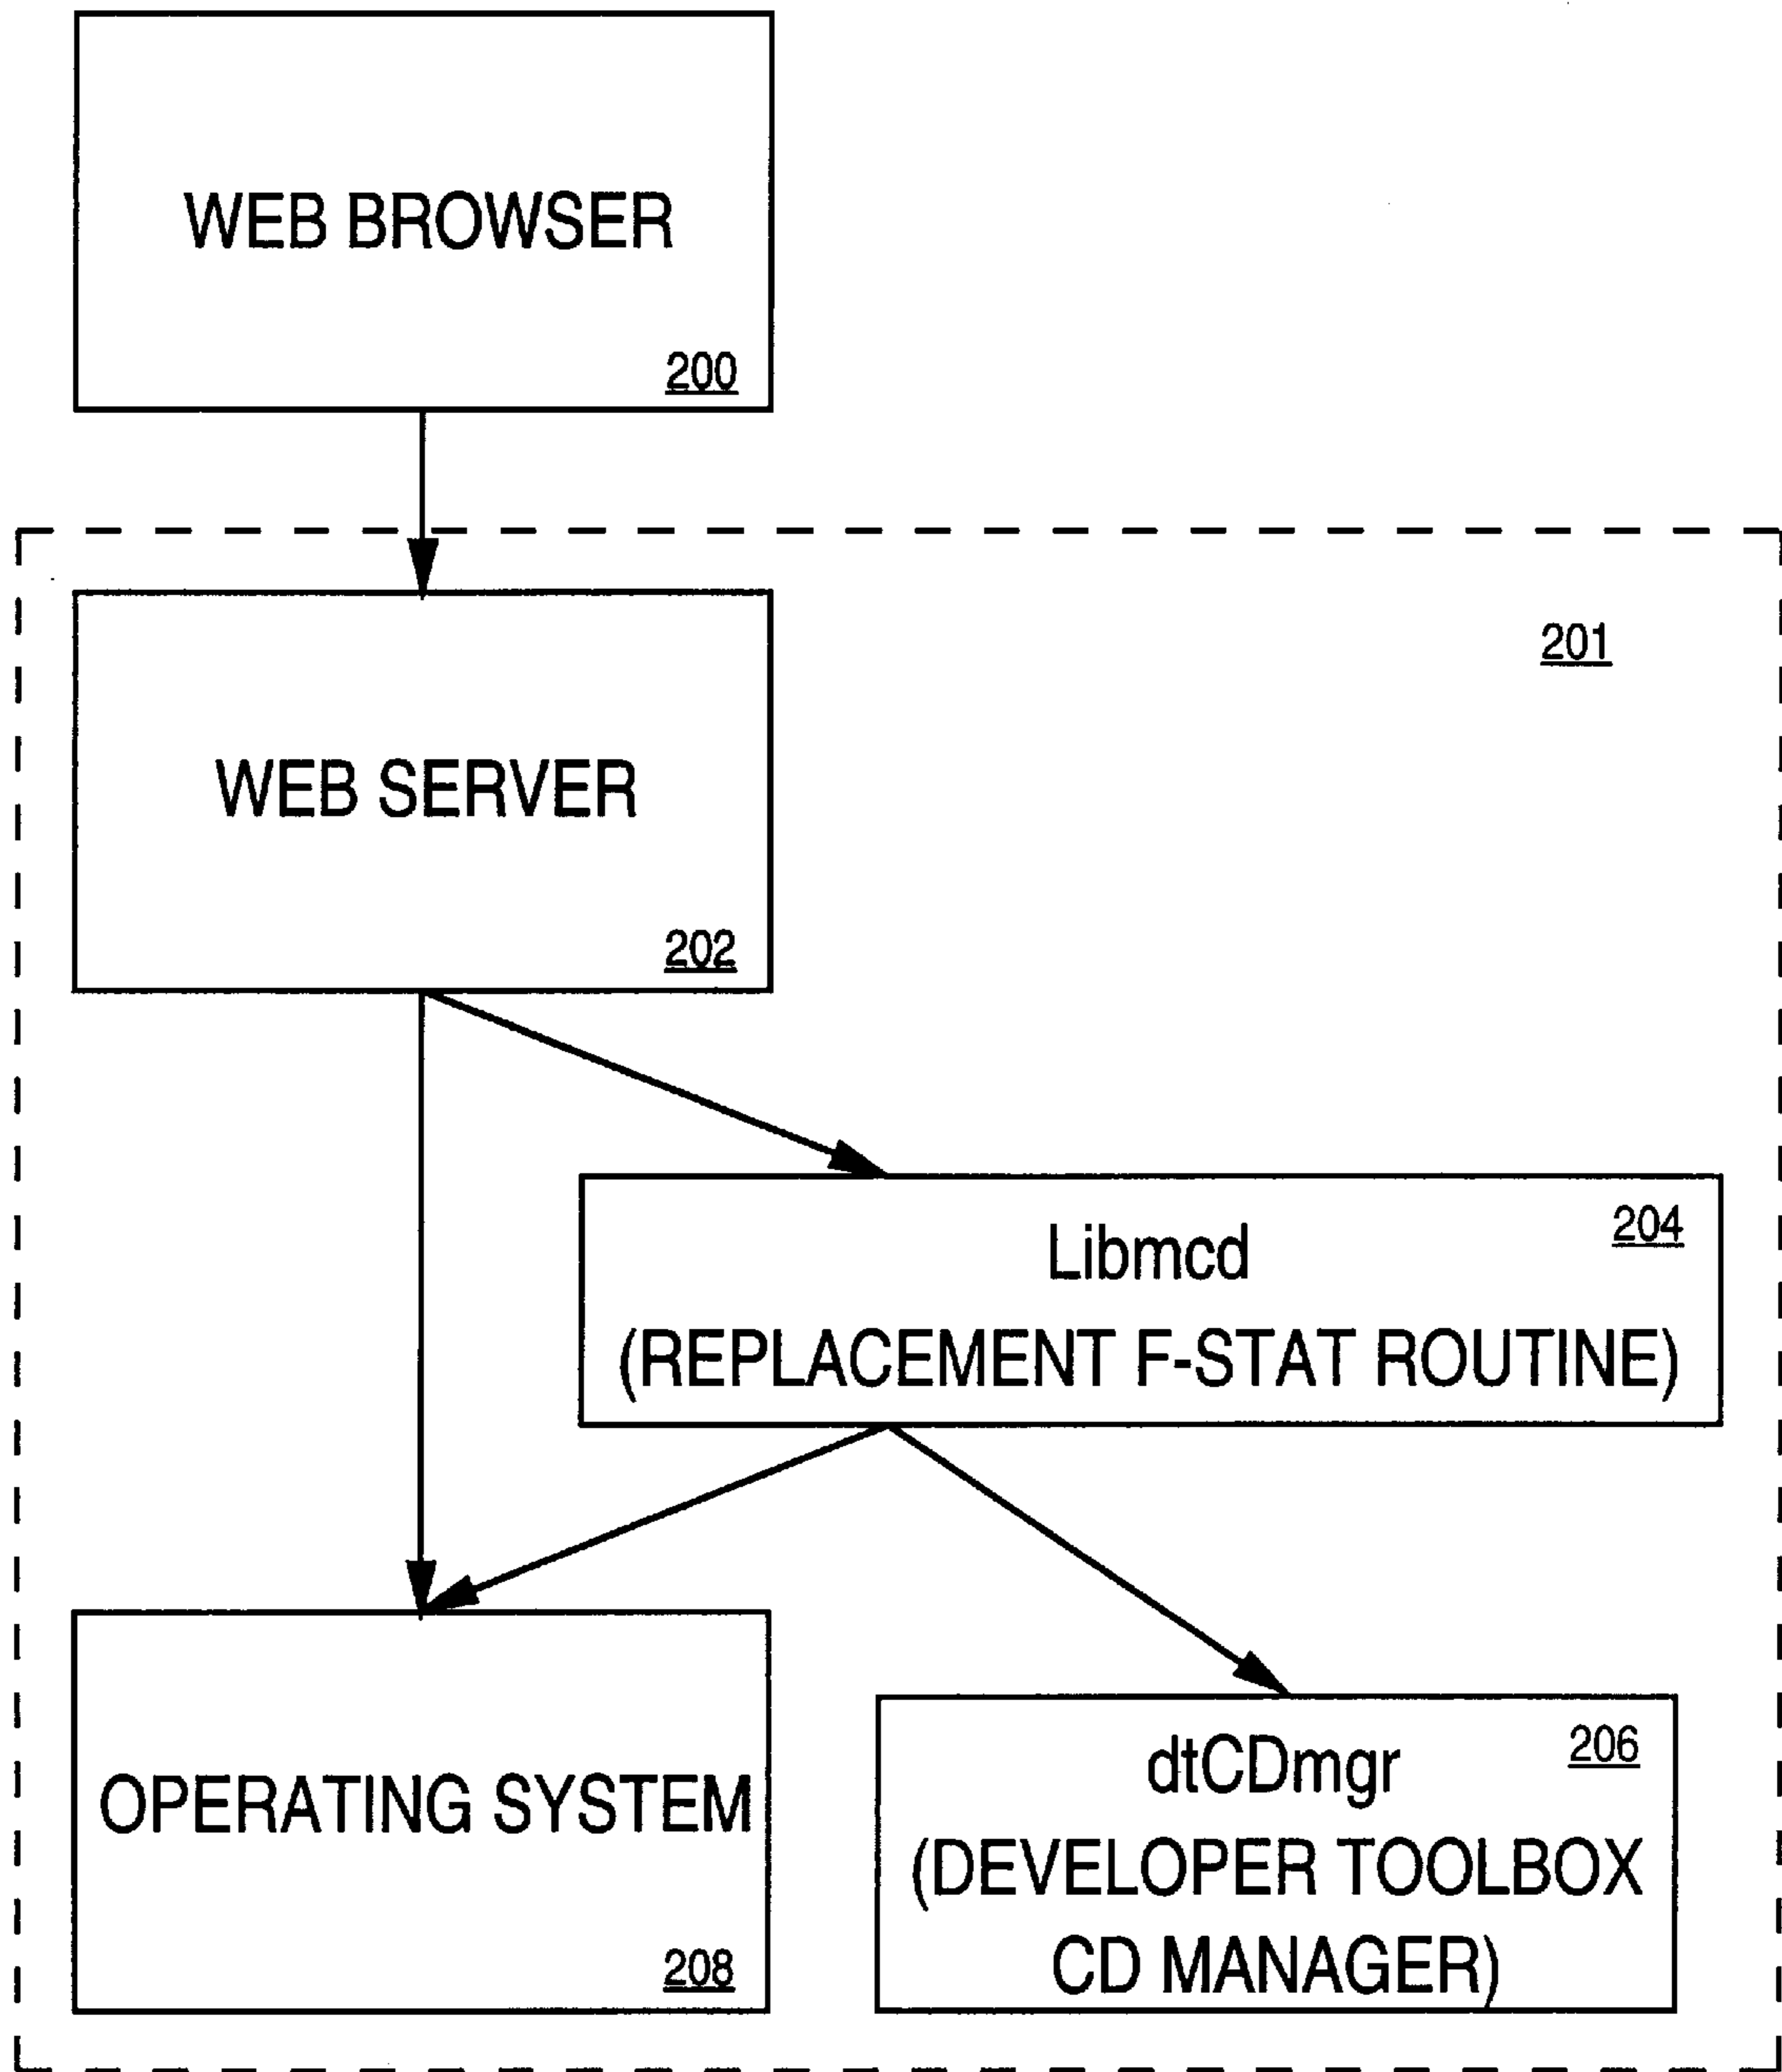 WEB BROWSER
200
201
WEB SERVER
202
204
Libmcd
(REPLACEMENT F-STAT ROUTINE)
OPERATING SYSTEM
208
206
dtCDmgr
(DEVELOPER TOOLBOX
CD MANAGER)